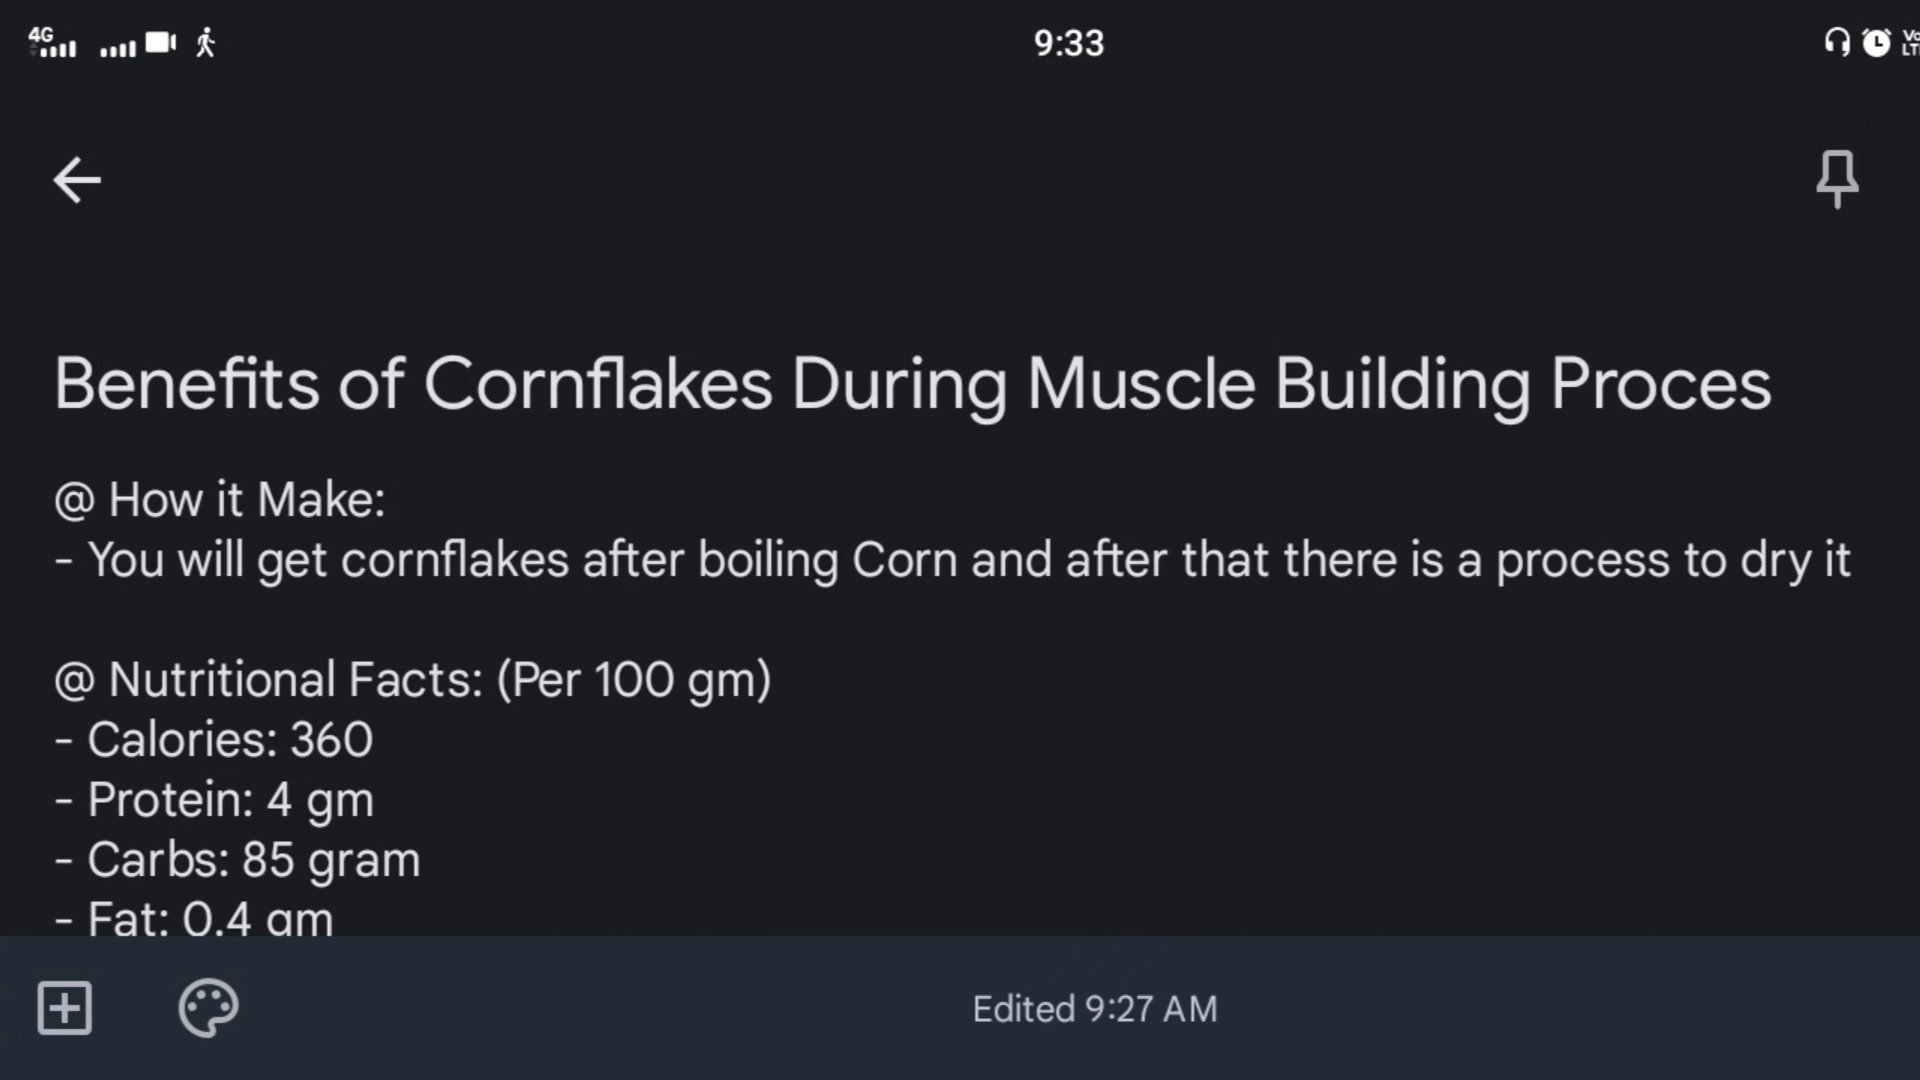 4G
9:33
Benefits of Cornflakes During Muscle Building Proces
@ How it Make:
- You will get cornflakes after boiling Corn and after that there is a process to dry it
@ Nutritional Facts: (Per 100 gm)
- Calories: 360
- Protein: 4 gm
- Carbs: 85 gram
- Fat: 0.4 gm
Edited 9:27 AM